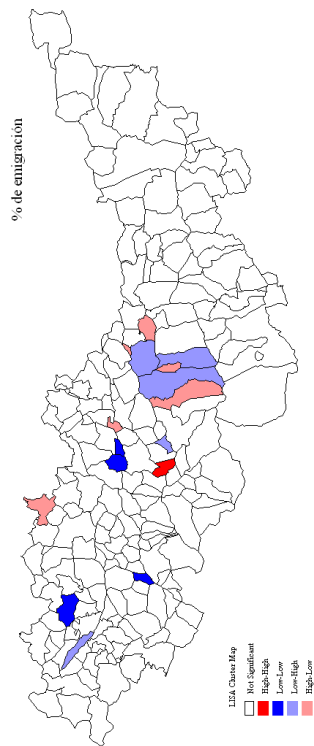 % de emigración
LISA Cluster Map
Not Significant
High-High
Low-Low
Low-High
High-Low